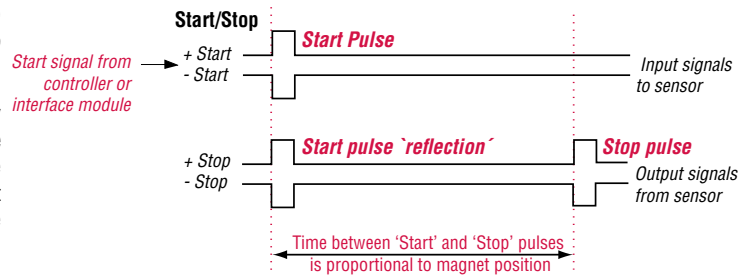 Start/Stop
Start Pulse
+ Start
- Start
Start signal from
controller or
interface module
Input signals
to sensor
Start pulse `reflection´
Stop pulse
+ Stop
- Stop
Output signals
from sensor
Time between ‘Start’ and ‘Stop’ pulses
is proportional to magnet position